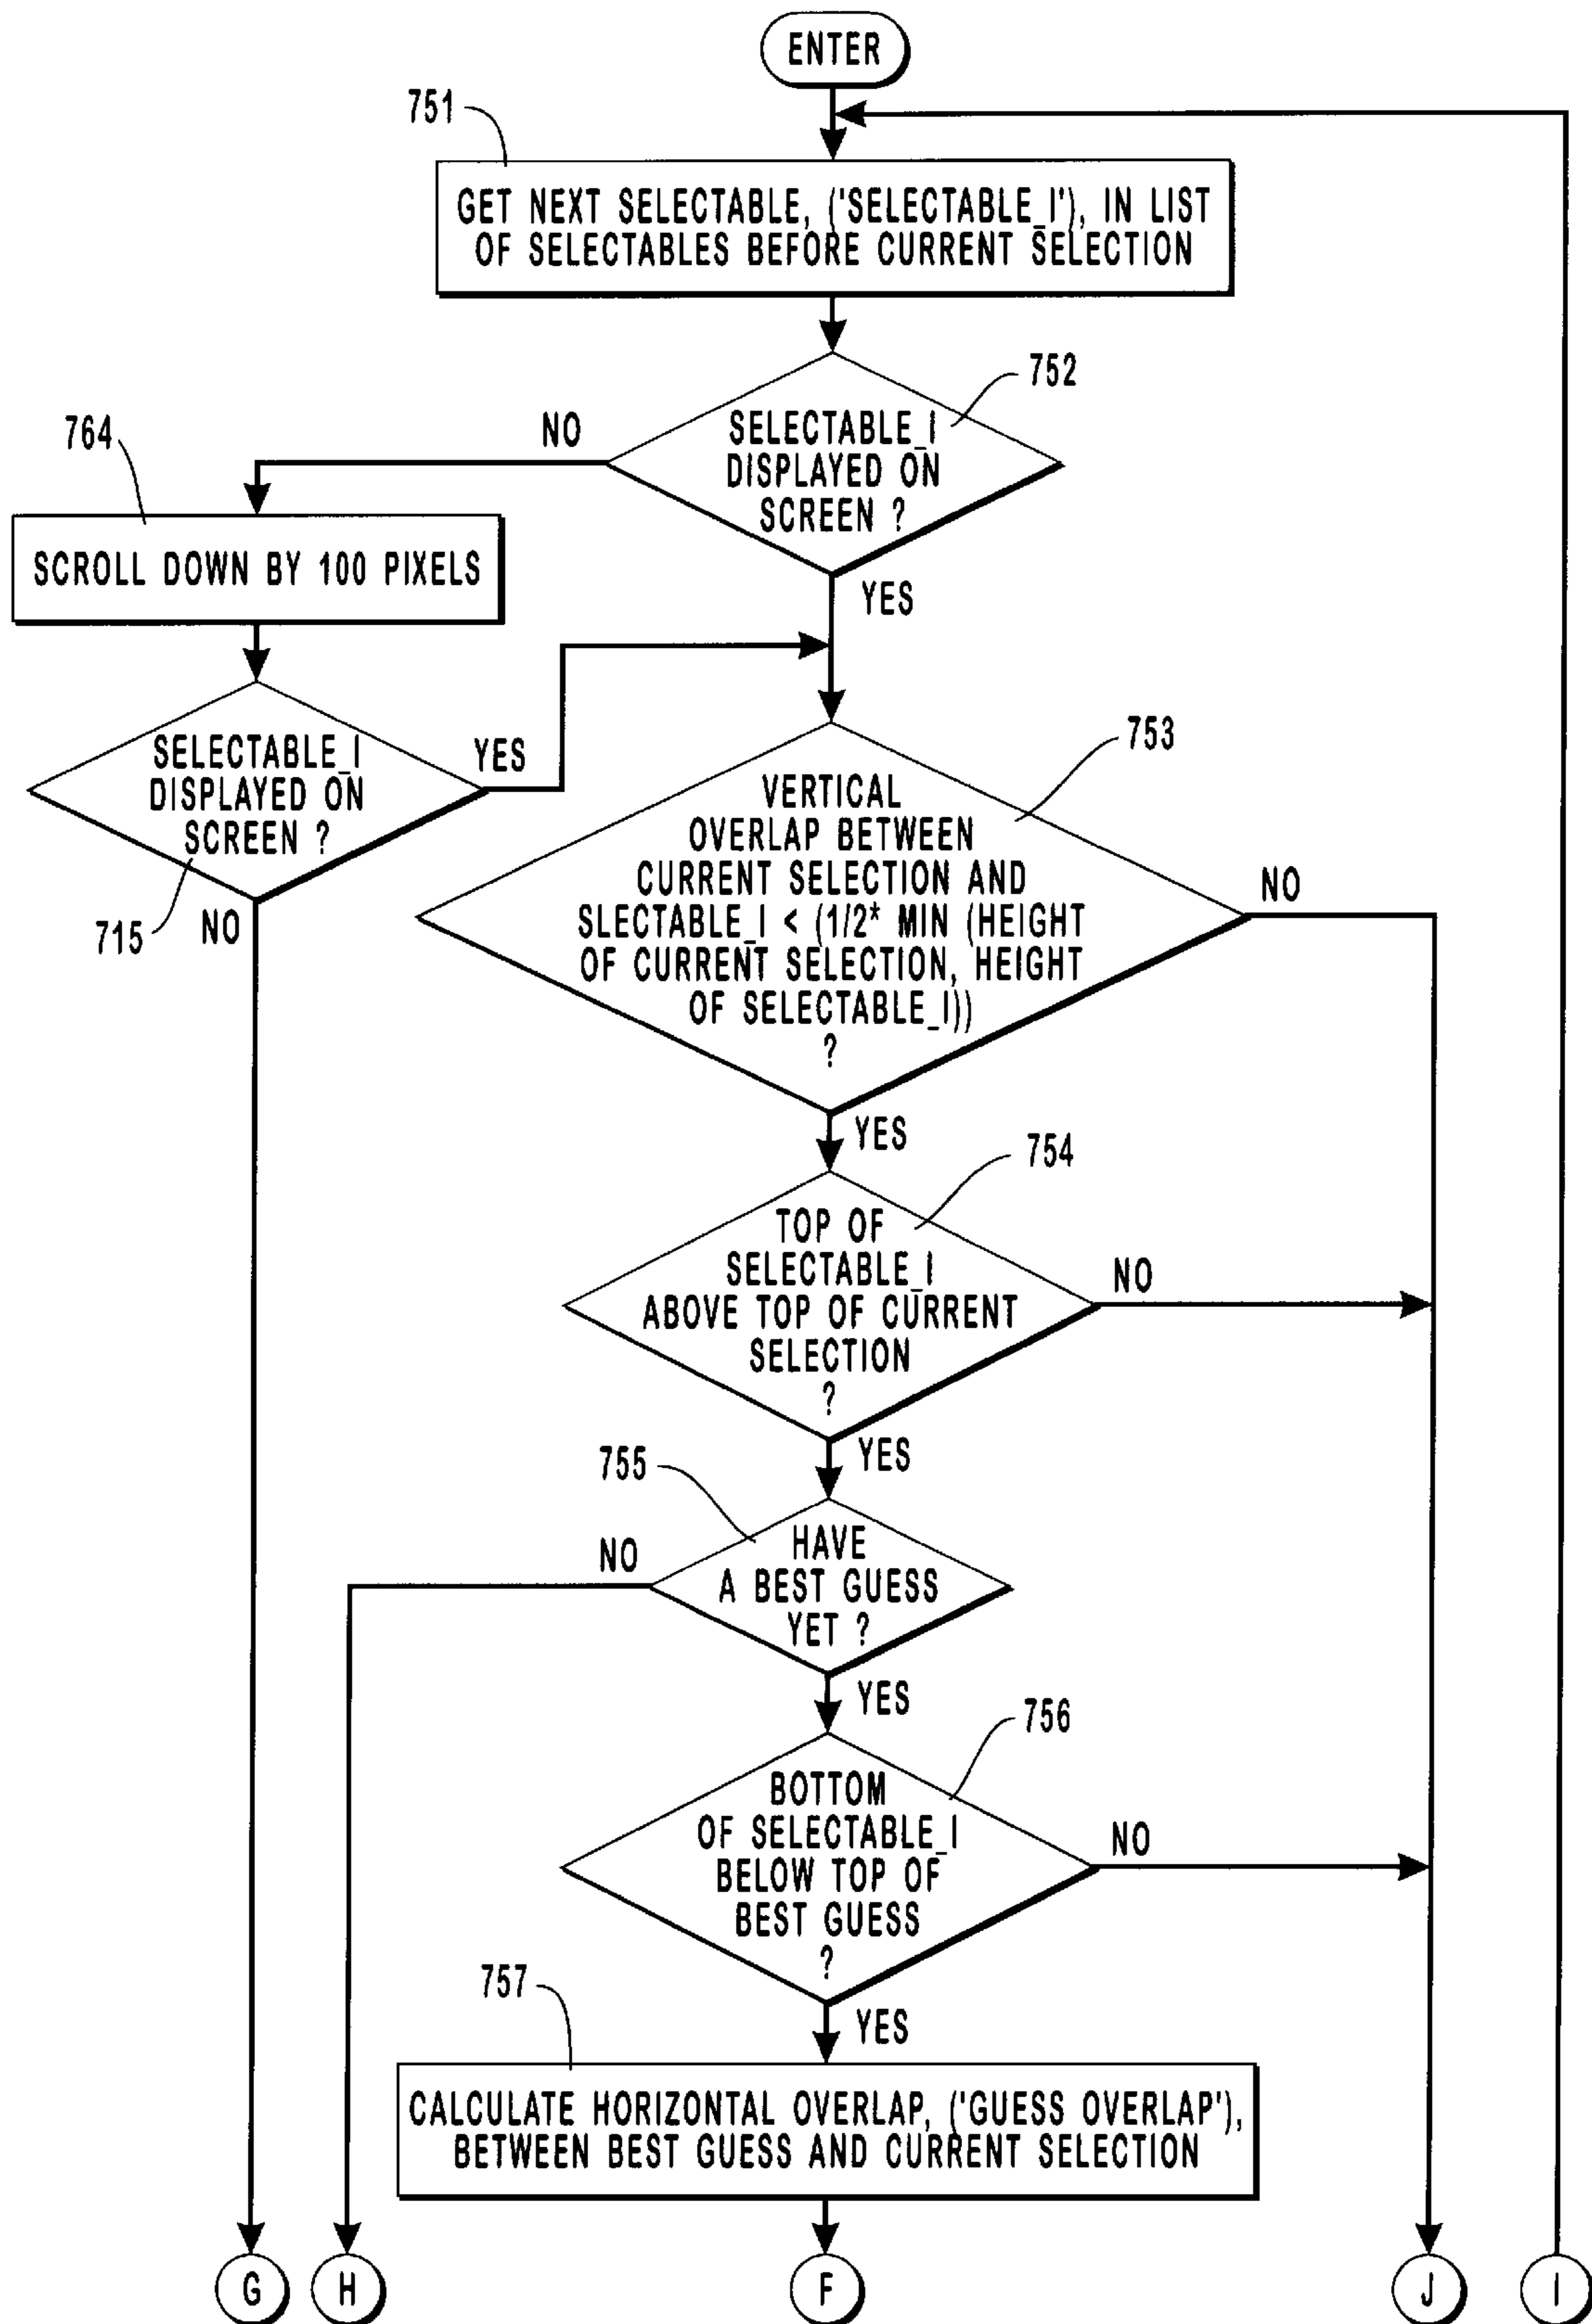 ENTER
751
GET NEXT SELECTABLE, ('SELECTABLE_I'), IN LIST
OF SELECTABLES BEFORE CURRENT SELECTION
752
SELECTABLE_I
DISPLAYED ON
SCREEN ?
NO
YES
764
SCROLL DOWN BY 100 PIXELS
SELECTABLE_I
DISPLAYED ON
SCREEN ?
YES
715
NO
753
VERTICAL
OVERLAP BETWEEN
CURRENT SELECTION AND
SLECTABLE_I < (1/2* MIN (HEIGHT
OF CURRENT SELECTION, HEIGHT
OF SELECTABLE_I))
?
NO
YES
754
TOP OF
SELECTABLE_I
ABOVE TOP OF CURRENT
SELECTION
?
NO
YES
755
HAVE
A BEST GUESS
YET ?
NO
YES
756
BOTTOM
OF SELECTABLE_I
BELOW TOP OF
BEST GUESS
?
NO
YES
757
CALCULATE HORIZONTAL OVERLAP, ('GUESS OVERLAP'),
BETWEEN BEST GUESS AND CURRENT SELECTION
G
H
F
J
I